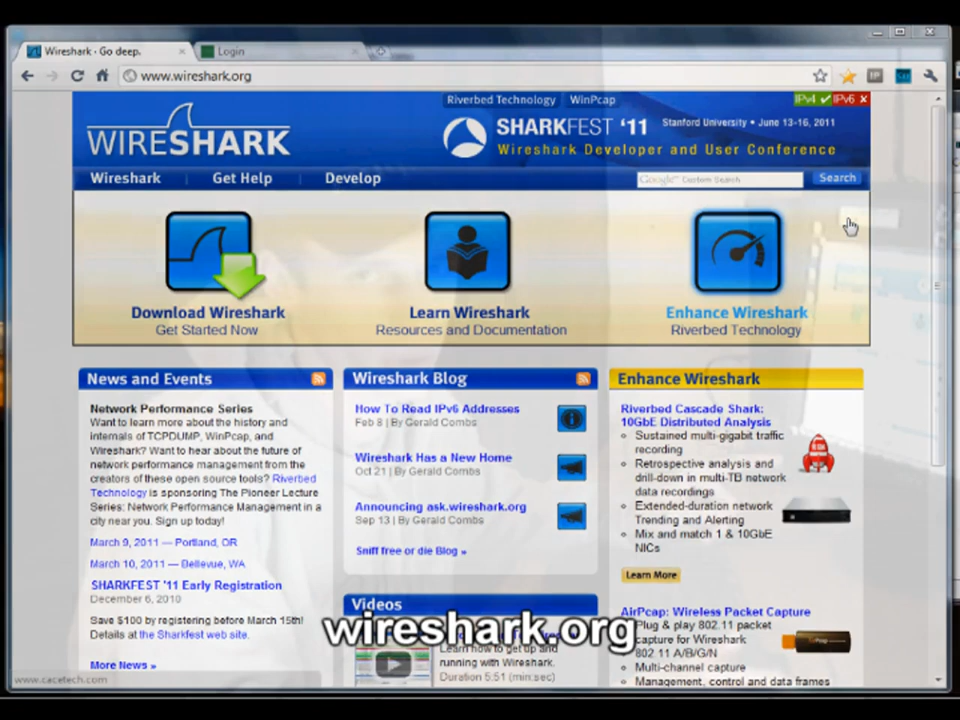 Wireshark · Go deep.
Login
www.wireshark.org
Riverbed Technology WinPcap
IPv4 ✓ IPv6 ✗
WIRESHARK
SHARKFEST '11 Stanford University • June 13-16, 2011
Wireshark Developer and User Conference
Wireshark Get Help Develop
Google™ Custom Search Search
Download Wireshark
Get Started Now
Learn Wireshark
Resources and Documentation
Enhance Wireshark
Riverbed Technology
News and Events
Network Performance Series
Want to learn more about the history and
internals of TCPDUMP, WinPcap, and
Wireshark? Want to hear about the future of
network performance management from the
creators of these open source tools? Riverbed
Technology is sponsoring The Pioneer Lecture
Series: Network Performance Management in a
city near you. Sign up today!
March 9, 2011 — Portland, OR
March 10, 2011 — Bellevue, WA
SHARKFEST '11 Early Registration
December 6, 2010
Save $100 by registering before March 15th!
Details at the Sharkfest web site.
More News »
Wireshark Blog
How To Read IPv6 Addresses
Feb 8 | By Gerald Combs
Wireshark Has a New Home
Oct 21 | By Gerald Combs
Announcing ask.wireshark.org
Sep 13 | By Gerald Combs
Sniff free or die Blog »
Videos
Learn how to get up and
running with Wireshark.
Duration 5:51 (min:sec)
Enhance Wireshark
Riverbed Cascade Shark:
10GbE Distributed Analysis
Sustained multi-gigabit traffic
recording
Retrospective analysis and
drill-down in multi-TB network
data recordings
Extended-duration network
Trending and Alerting
Mix and match 1 & 10GbE
NICs
Learn More
AirPcap: Wireless Packet Capture
Plug & play 802.11 packet
capture for Wireshark
802.11 A/B/G/N
Multi-channel capture
Management, control and data frames
wireshark.org
www.cacetech.com